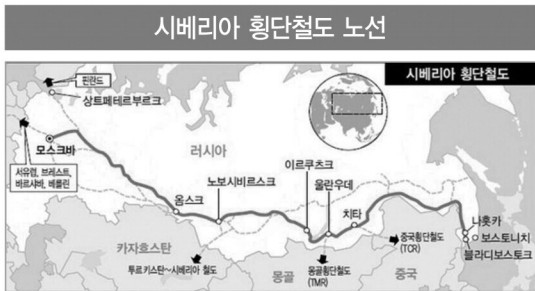 시베리아 횡단철도 노선
시베리아 횡단철도
핀란드
상트페테르부르크
모스크바
러시아
서유럽, 브레스트,
바르샤바, 베를린
이르쿠츠크
노보시비르스크
울란우데
옴스크
치타
나홋카
보스토니치
블라디보스토크
카자흐스탄
중국횡단철도
(TCR)
투르키스탄~시베리아 철도
몽골
몽골횡단철도
(TMR)
중국